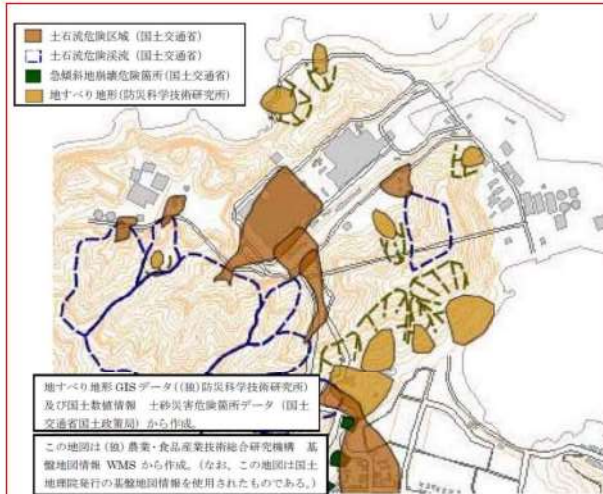 土石流危険区域（国土交通省）
土石流危険渓流（国土交通省）
急傾斜地崩壊危険箇所（国土交通省）
地すべり地形（防災科学技術研究所）
地すべり地形 GIS データ（（独）防災科学技術研究所）
及び国土数値情報　土砂災害危険箇所データ（国土
交通省国土政策局）から作成。
この地図は（独）農業・食品産業技術総合研究機構　基
盤地図情報 WMS から作成。（なお、この地図は国土
地理院発行の基盤地図情報を使用されたものである。）